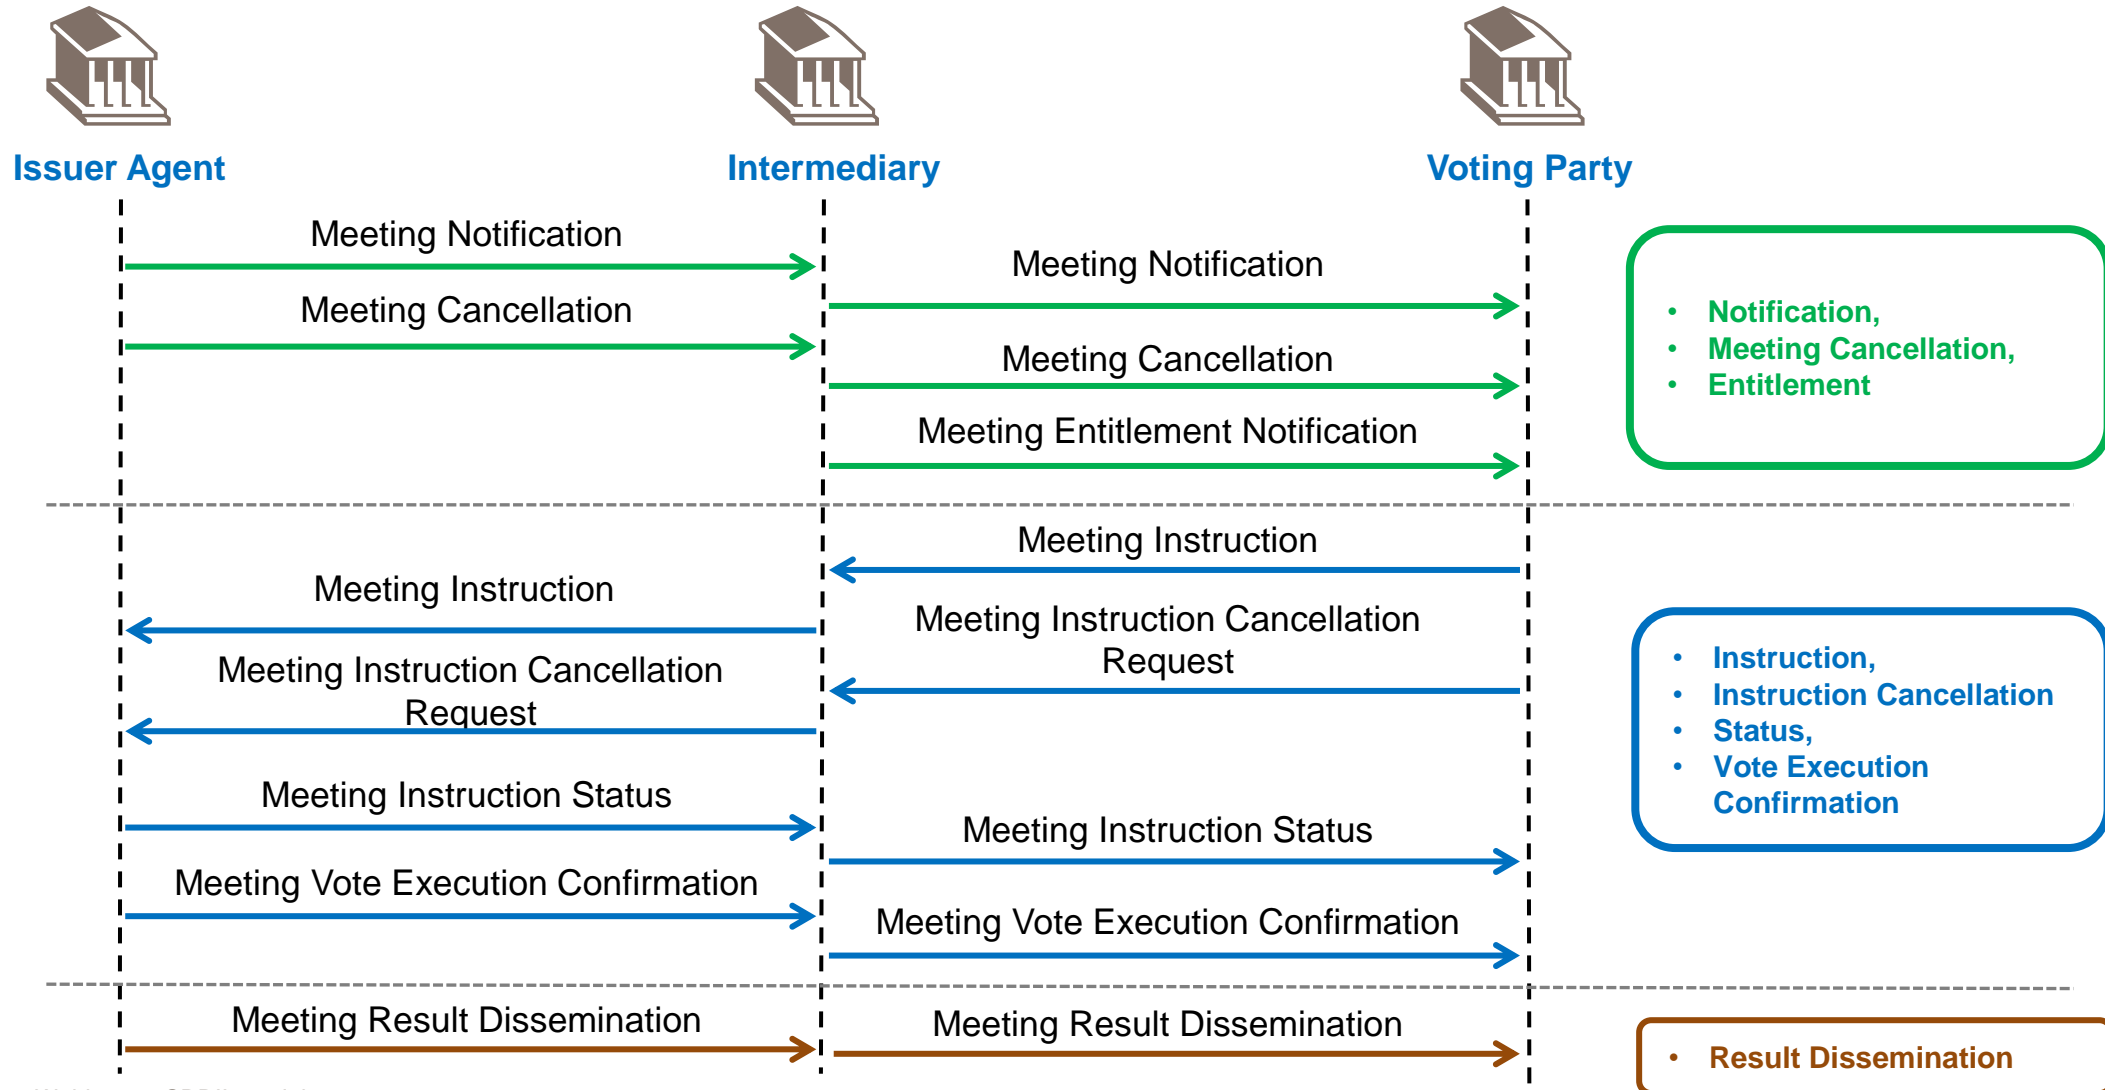 Issuer Agent
Intermediary
Voting Party
Meeting Notification
Meeting Notification
Meeting Cancellation
Meeting Cancellation
Meeting Entitlement Notification
• Notification,
• Meeting Cancellation,
• Entitlement
Meeting Instruction
Meeting Instruction
Meeting Instruction Cancellation
Request
Meeting Instruction Cancellation
Request
Meeting Instruction Status
Meeting Instruction Status
Meeting Vote Execution Confirmation
Meeting Vote Execution Confirmation
• Instruction,
• Instruction Cancellation
• Status,
• Vote Execution
Confirmation
Meeting Result Dissemination
Meeting Result Dissemination
• Result Dissemination